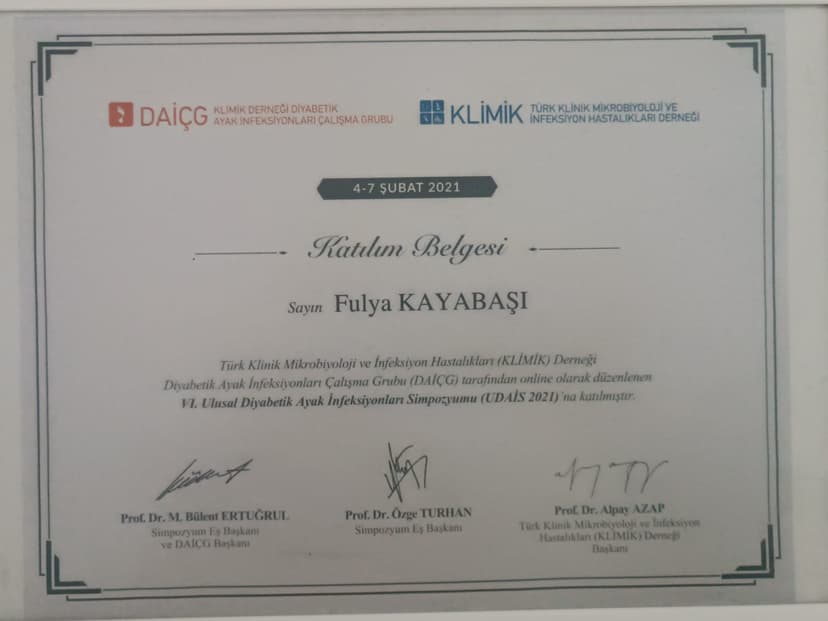 DAİÇG KLİMİK DERNEĞİ DİYABETİK
AYAK İNFEKSİYONLARI ÇALIŞMA GRUBU
KLİMİK TÜRK KLİNİK MİKROBİYOLOJİ VE
İNFEKSİYON HASTALIKLARI DERNEĞİ
4-7 ŞUBAT 2021
Katılım Belgesi
Sayın Fulya KAYABAŞI
Türk Klinik Mikrobiyoloji ve İnfeksiyon Hastalıkları (KLİMİK) Derneği
Diyabetik Ayak İnfeksiyonları Çalışma Grubu (DAİÇG) tarafından online olarak düzenlenen
VI. Ulusal Diyabetik Ayak İnfeksiyonları Simpozyumu (UDAİS 2021)'na katılmıştır.
Prof. Dr. M. Bülent ERTUĞRUL
Simpozyum Eş Başkanı
ve DAİÇG Başkanı
Prof. Dr. Özge TURHAN
Simpozyum Eş Başkanı
Prof. Dr. Alpay AZAP
Türk Klinik Mikrobiyoloji ve İnfeksiyon
Hastalıkları (KLİMİK) Derneği
Başkanı